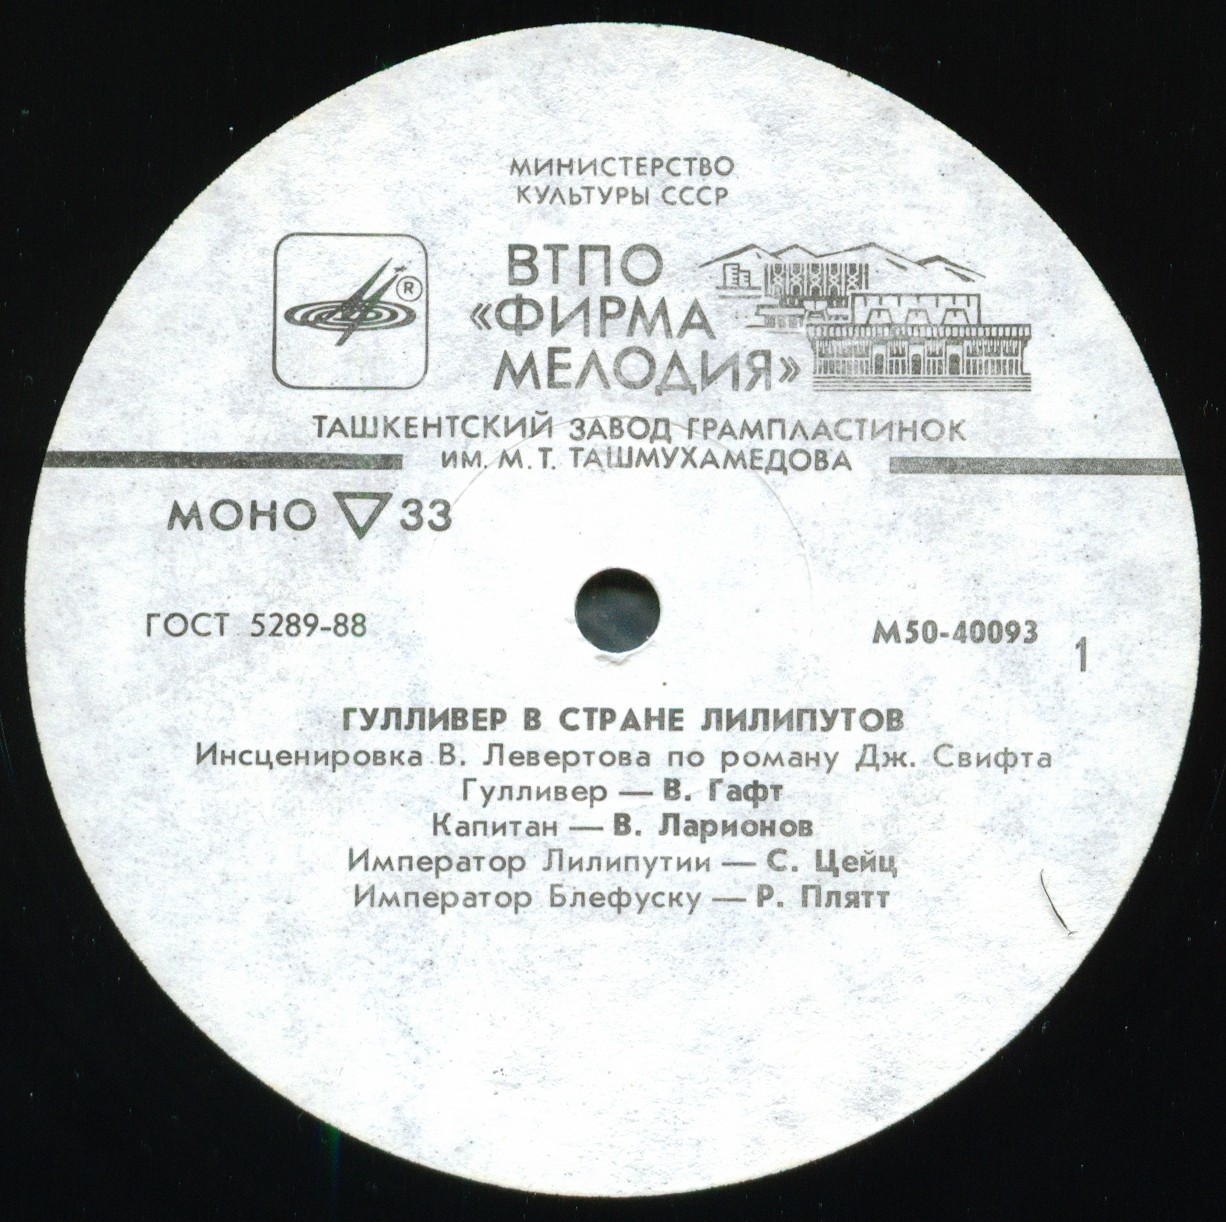 МИНИСТЕРСТВО
КУЛЬТУРЫ СССР
ВТПО
«ФИРМА
МЕЛОДИЯ»
®
ТАШКЕНТСКИЙ ЗАВОД ГРАМПЛАСТИНОК
ИМ. М. Т. ТАШМУХАМЕДОВА
МОНО ▽ 33
ГОСТ 5289-88
М50-40093
1
ГУЛЛИВЕР В СТРАНЕ ЛИЛИПУТОВ
Инсценировка В. Левертова по роману Дж. Свифта
Гулливер — В. Гафт
Капитан — В. Ларионов
Император Лилипутии — С. Цейц
Император Блефуску — Р. Плятт